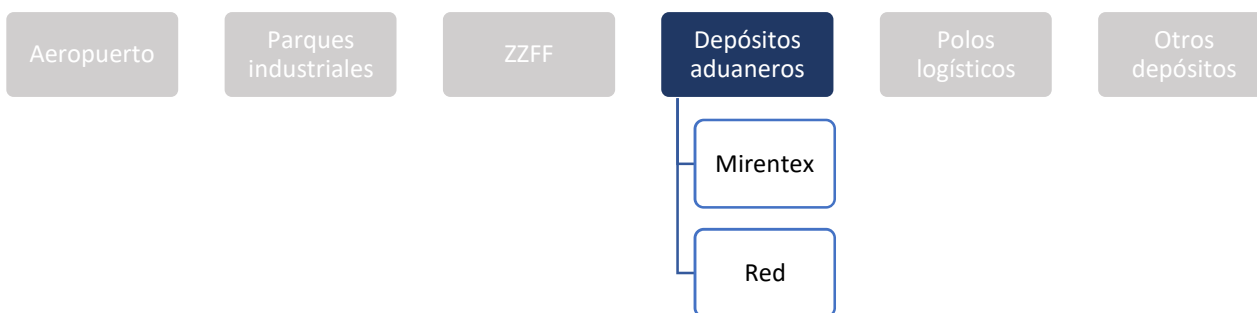 Aeropuerto
Parques
industriales
ZZFF
Depósitos
aduaneros
Polos
logísticos
Otros
depósitos
Mirentex
Red